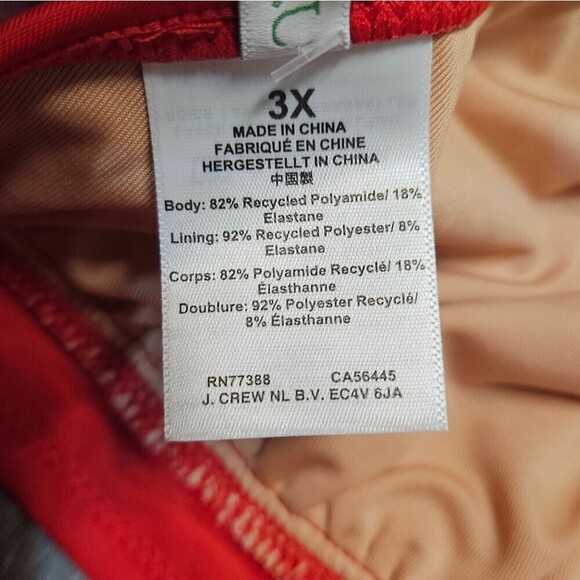 3X
MADE IN CHINA
FABRIQUÉ EN CHINE
HERGESTELLT IN CHINA
中国製
Body: 82% Recycled Polyamide/ 18%
Elastane
Lining: 92% Recycled Polyester/ 8%
Elastane
Corps: 82% Polyamide Recyclé/ 18%
Élasthanne
Doublure: 92% Polyester Recyclé/
8% Élasthanne
RN77388 CA56445
J. CREW NL B.V. EC4V 6JA